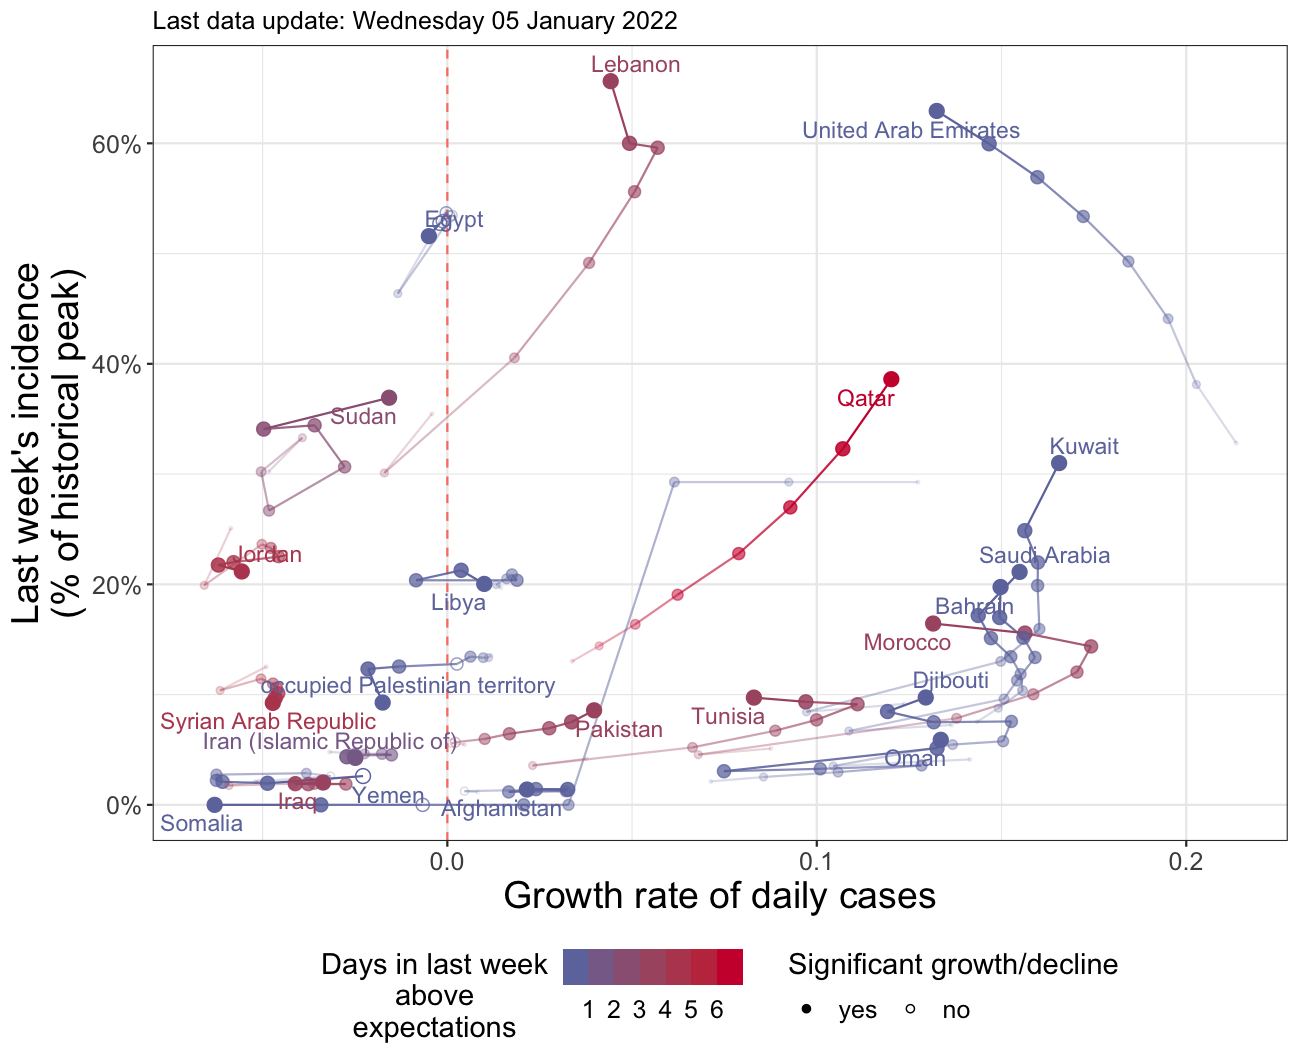 Last data update: Wednesday 05 January 2022
Last week's incidence
(% of historical peak)
60%
40%
20%
0%
Lebanon
United Arab Emirates
Egypt
Sudan
Qatar
Kuwait
Jordan
Saudi Arabia
Libya
Bahrain
Morocco
occupied Palestinian territory
Djibouti
Syrian Arab Republic
Tunisia
Pakistan
Iran (Islamic Republic of)
Oman
Iraq
Yemen
Afghanistan
Somalia
0.0
0.1
0.2
Growth rate of daily cases
Days in last week
above
expectations
1 2 3 4 5 6
Significant growth/decline
yes
no